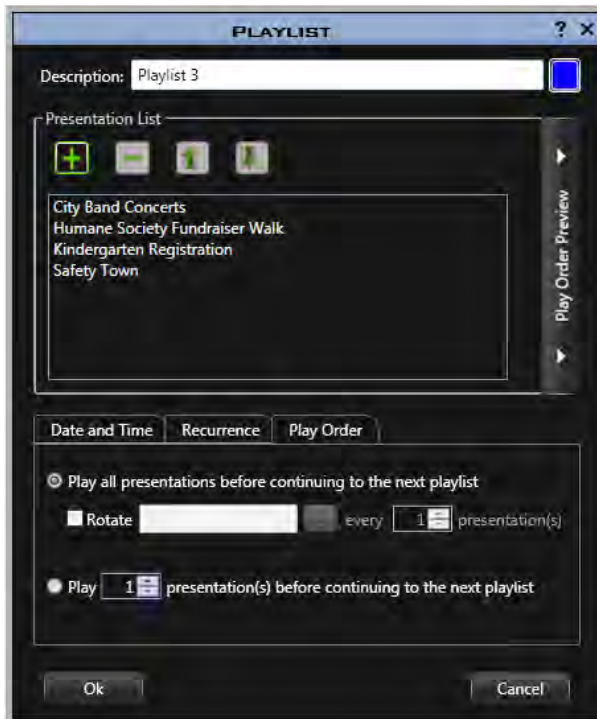 PLAYLIST ? ×
Description: Playlist 3
Presentation List
City Band Concerts
Humane Society Fundraiser Walk
Kindergarten Registration
Safety Town
Play Order Preview
Date and Time Recurrence Play Order
Play all presentations before continuing to the next playlist
Rotate every 1 presentation(s)
Play 1 presentation(s) before continuing to the next playlist
Ok Cancel